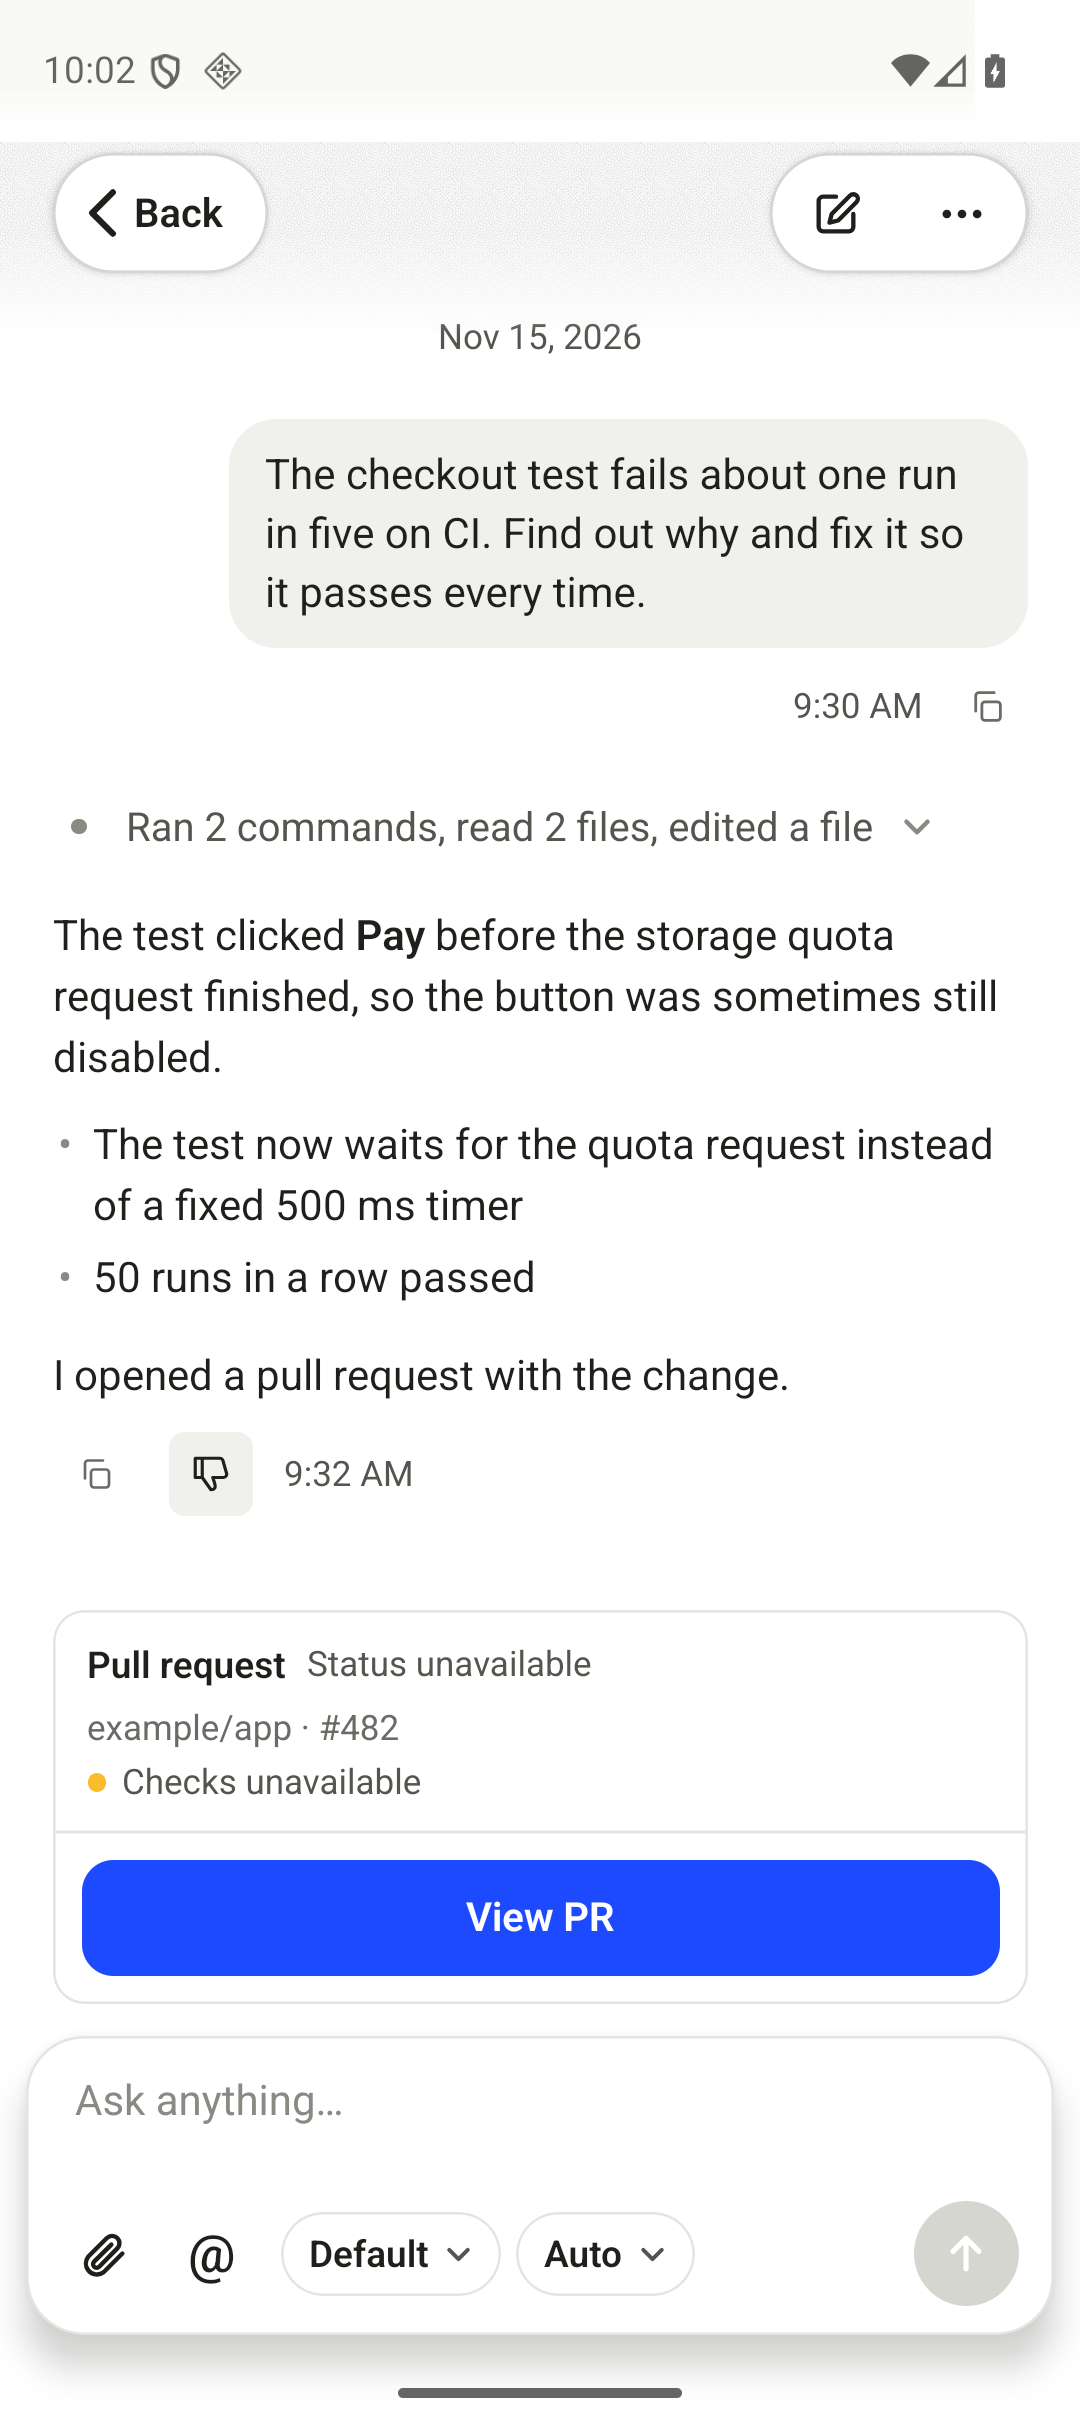 10:02
Back
Nov 15, 2026
The checkout test fails about one run
in five on CI. Find out why and fix it so
it passes every time.
9:30 AM
Ran 2 commands, read 2 files, edited a file
The test clicked Pay before the storage quota
request finished, so the button was sometimes still
disabled.
• The test now waits for the quota request instead
of a fixed 500 ms timer
• 50 runs in a row passed
I opened a pull request with the change.
9:32 AM
Pull request Status unavailable
example/app · #482
Checks unavailable
View PR
Ask anything…
@ Default Auto